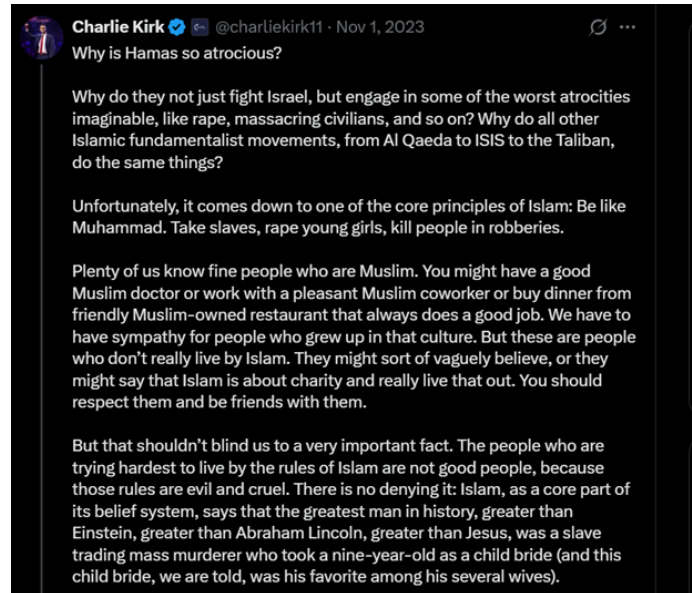 Charlie Kirk @charliekirk11 · Nov 1, 2023
Why is Hamas so atrocious?
Why do they not just fight Israel, but engage in some of the worst atrocities
imaginable, like rape, massacring civilians, and so on? Why do all other
Islamic fundamentalist movements, from Al Qaeda to ISIS to the Taliban,
do the same things?
Unfortunately, it comes down to one of the core principles of Islam: Be like
Muhammad. Take slaves, rape young girls, kill people in robberies.
Plenty of us know fine people who are Muslim. You might have a good
Muslim doctor or work with a pleasant Muslim coworker or buy dinner from
friendly Muslim-owned restaurant that always does a good job. We have to
have sympathy for people who grew up in that culture. But these are people
who don’t really live by Islam. They might sort of vaguely believe, or they
might say that Islam is about charity and really live that out. You should
respect them and be friends with them.
But that shouldn’t blind us to a very important fact. The people who are
trying hardest to live by the rules of Islam are not good people, because
those rules are evil and cruel. There is no denying it: Islam, as a core part of
its belief system, says that the greatest man in history, greater than
Einstein, greater than Abraham Lincoln, greater than Jesus, was a slave
trading mass murderer who took a nine-year-old as a child bride (and this
child bride, we are told, was his favorite among his several wives).